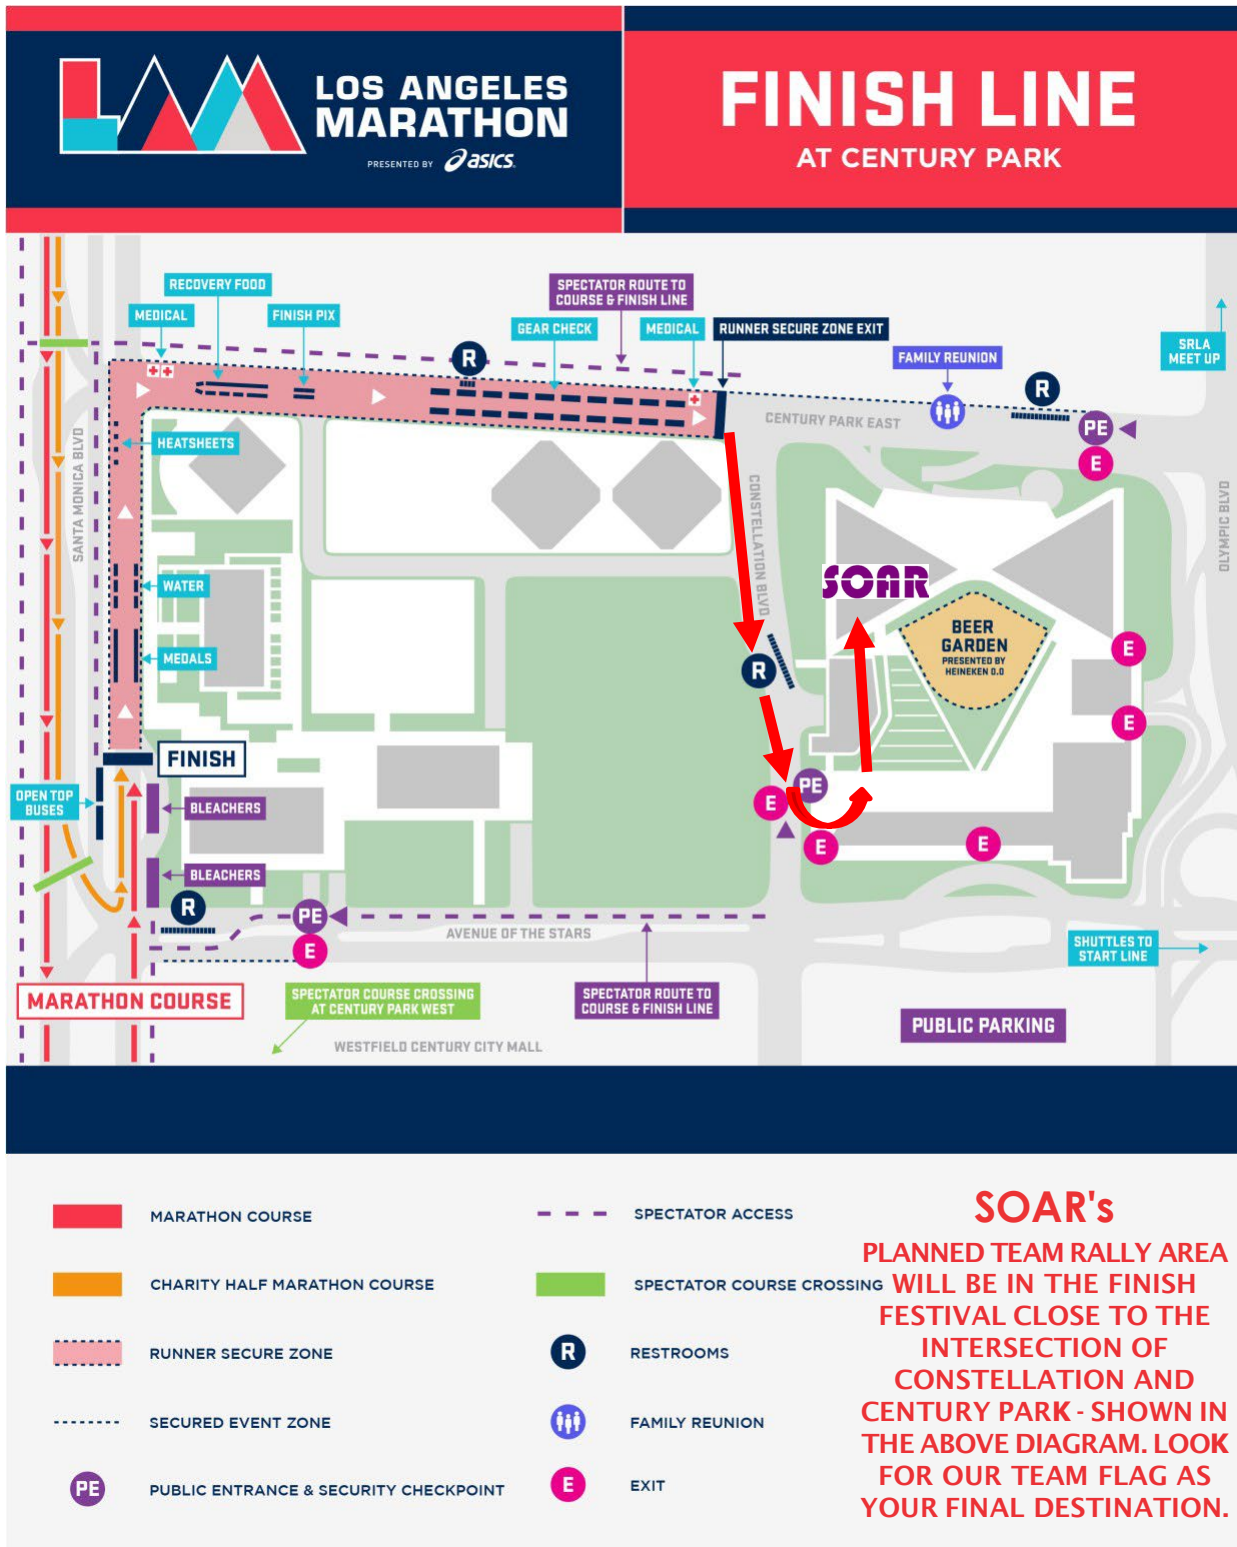 LOS ANGELES
MARATHON
PRESENTED BY asics.
FINISH LINE
AT CENTURY PARK
RECOVERY FOOD
SPECTATOR ROUTE TO
COURSE & FINISH LINE
MEDICAL
FINISH PIX
GEAR CHECK
MEDICAL
RUNNER SECURE ZONE EXIT
SRLA
MEET UP
FAMILY REUNION
R
R
CENTURY PARK EAST
PE
E
SANTA MONICA BLVD
HEATSHEETS
CONSTELLATION BLVD
OLYMPIC BLVD
WATER
SOAR
BEER
GARDEN
PRESENTED BY
HEINEKEN 0.0
MEDALS
R
E
E
FINISH
OPEN TOP
BUSES
BLEACHERS
PE
E
E
E
BLEACHERS
R
PE
E
AVENUE OF THE STARS
SHUTTLES TO
START LINE
MARATHON COURSE
SPECTATOR COURSE CROSSING
AT CENTURY PARK WEST
SPECTATOR ROUTE TO
COURSE & FINISH LINE
PUBLIC PARKING
WESTFIELD CENTURY CITY MALL
MARATHON COURSE
CHARITY HALF MARATHON COURSE
RUNNER SECURE ZONE
SECURED EVENT ZONE
PE PUBLIC ENTRANCE & SECURITY CHECKPOINT
SPECTATOR ACCESS
SPECTATOR COURSE CROSSING
R RESTROOMS
FAMILY REUNION
E EXIT
SOAR's
PLANNED TEAM RALLY AREA
WILL BE IN THE FINISH
FESTIVAL CLOSE TO THE
INTERSECTION OF
CONSTELLATION AND
CENTURY PARK - SHOWN IN
THE ABOVE DIAGRAM. LOOK
FOR OUR TEAM FLAG AS
YOUR FINAL DESTINATION.